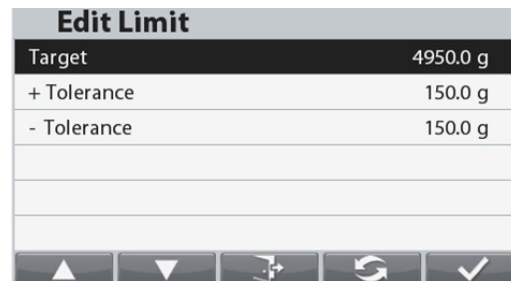 Edit Limit
Target 4950.0 g
+ Tolerance 150.0 g
- Tolerance 150.0 g